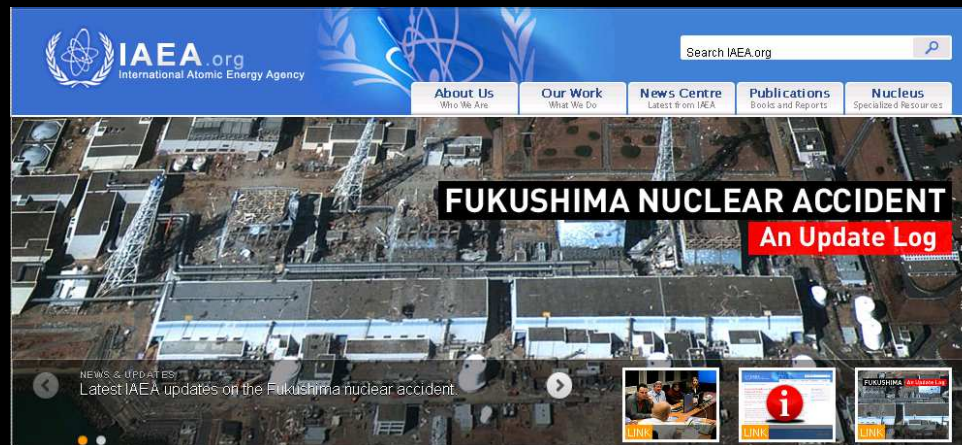 IAEA.org
International Atomic Energy Agency
Search IAEA.org
About Us
Who We Are
Our Work
What We Do
News Centre
Latest from IAEA
Publications
Books and Reports
Nucleus
Specialized Resources
FUKUSHIMA NUCLEAR ACCIDENT
An Update Log
NEWS & UPDATES
Latest IAEA updates on the Fukushima nuclear accident.
LINK
i
LINK
FUKUSHIMA An Update Log
LINK